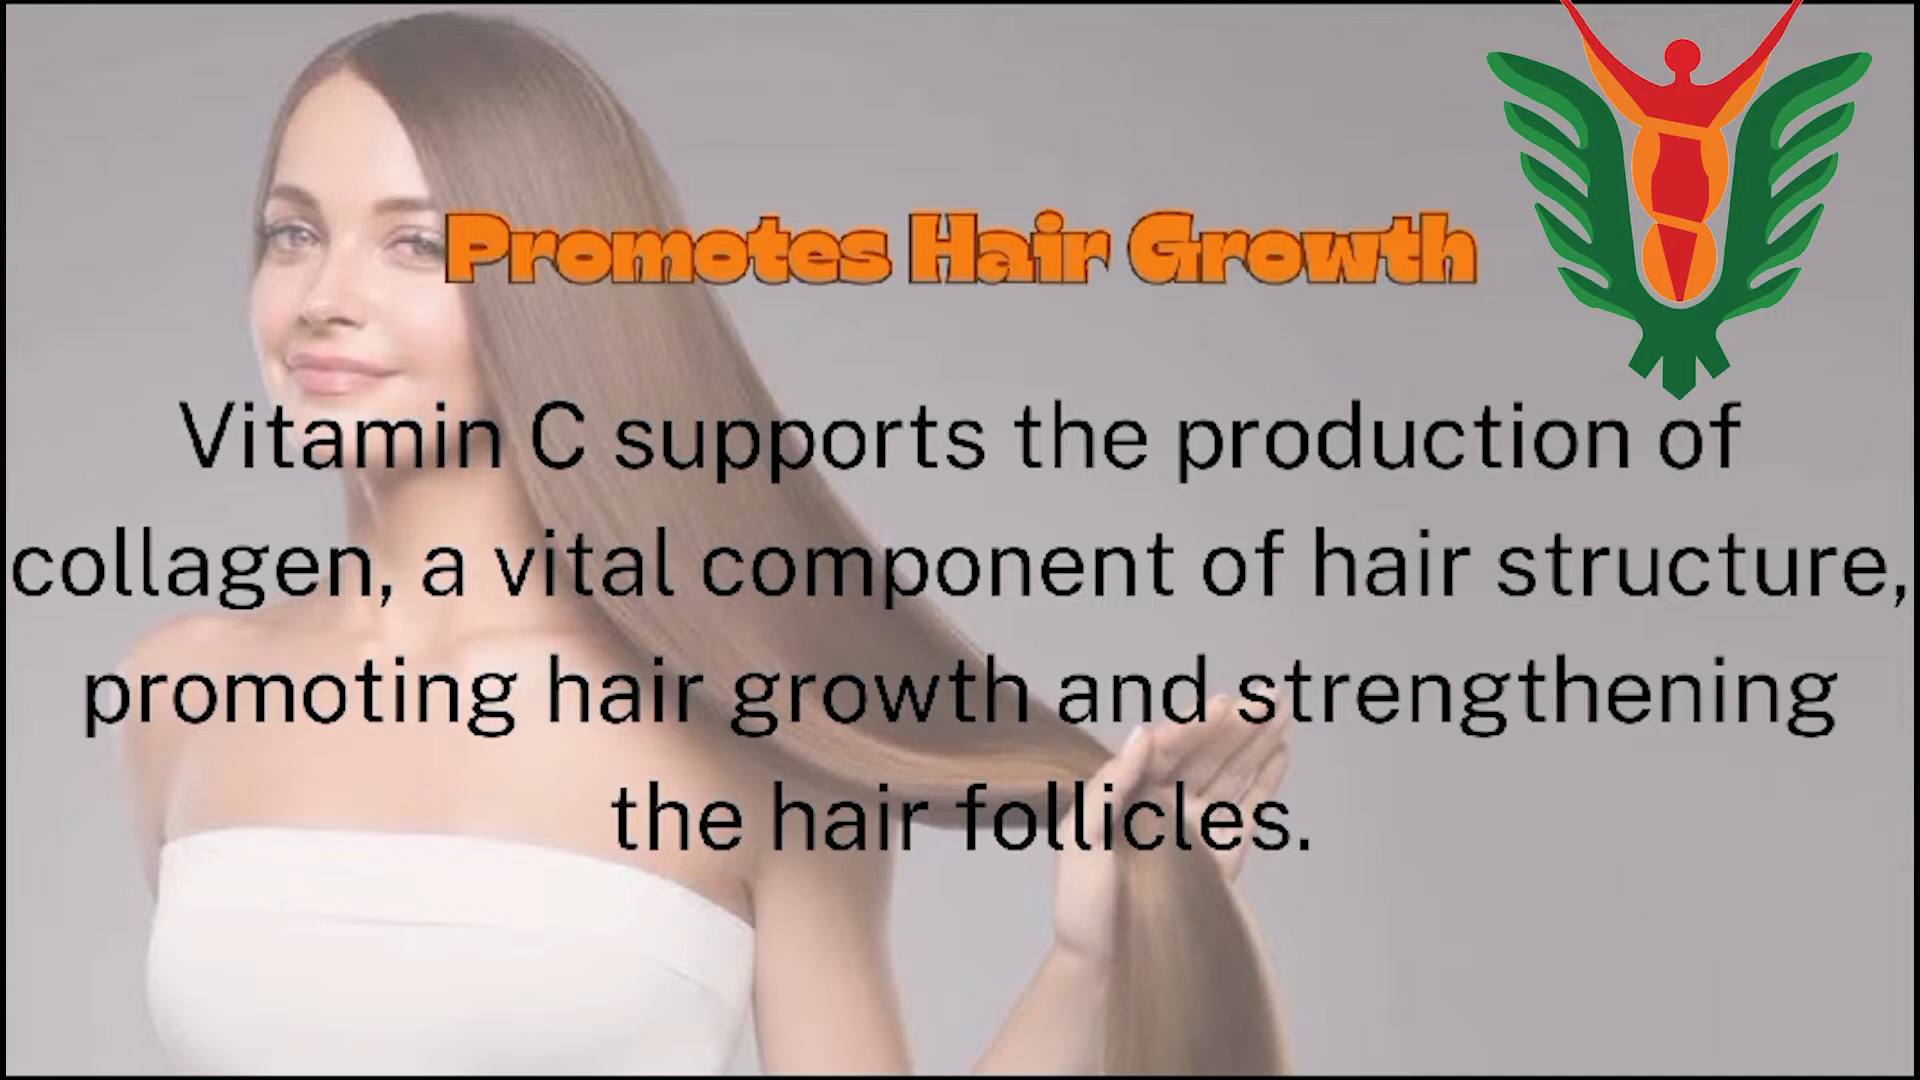 Promotes Hair Growth
Vitamin C supports the production of
collagen, a vital component of hair structure,
promoting hair growth and strengthening
the hair follicles.